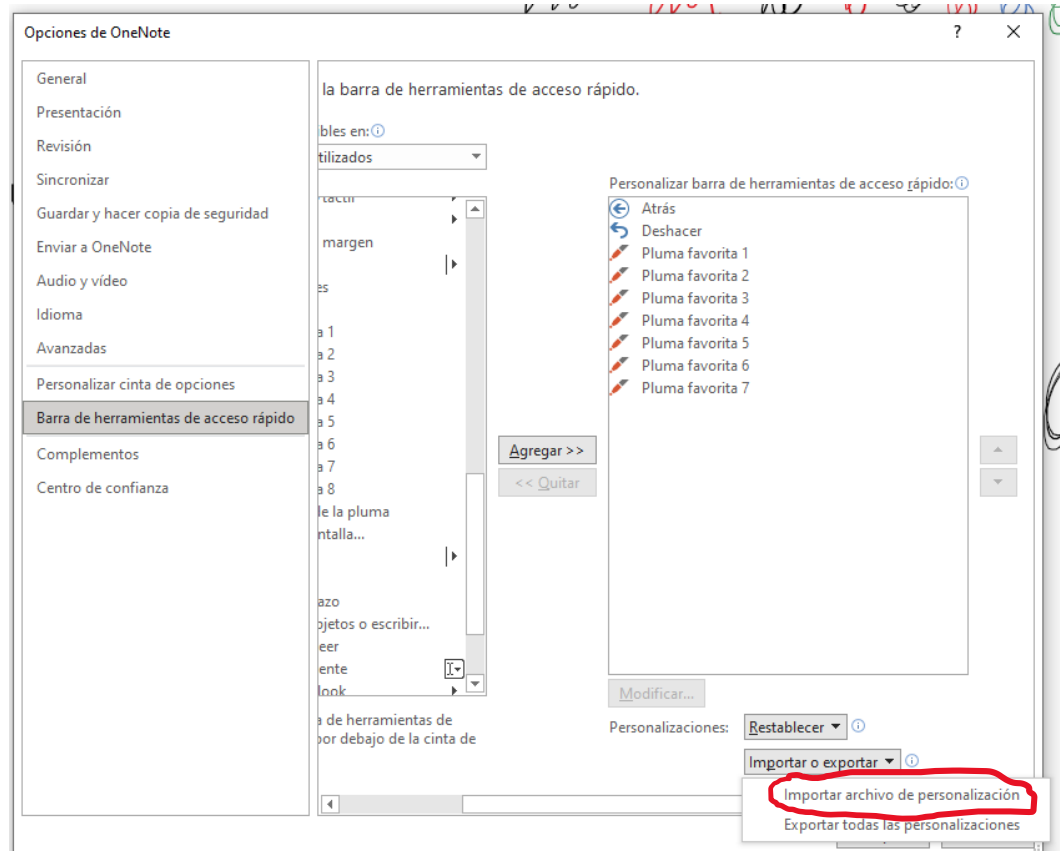 Opciones de OneNote
?
General
Presentación
Revisión
Sincronizar
Guardar y hacer copia de seguridad
Enviar a OneNote
Audio y vídeo
Idioma
Avanzadas
Personalizar cinta de opciones
Barra de herramientas de acceso rápido
Complementos
Centro de confianza
la barra de herramientas de acceso rápido.
bles en:
tilizados
margen
es
a 1
a 2
a 3
a 4
a 5
a 6
a 7
a 8
le la pluma
ntalla...
azo
bjetos o escribir...
eer
ente
look
a de herramientas de
por debajo de la cinta de
Agregar >>
<< Quitar
Personalizar barra de herramientas de acceso rápido:
Atrás
Deshacer
Pluma favorita 1
Pluma favorita 2
Pluma favorita 3
Pluma favorita 4
Pluma favorita 5
Pluma favorita 6
Pluma favorita 7
Modificar...
Personalizaciones: Restablecer
Importar o exportar
Importar archivo de personalización
Exportar todas las personalizaciones